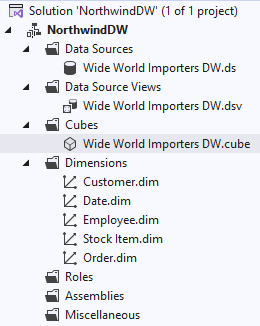 Solution 'NorthwindDW' (1 of 1 project)
NorthwindDW
Data Sources
Wide World Importers DW.ds
Data Source Views
Wide World Importers DW.dsv
Cubes
Wide World Importers DW.cube
Dimensions
Customer.dim
Date.dim
Employee.dim
Stock Item.dim
Order.dim
Roles
Assemblies
Miscellaneous